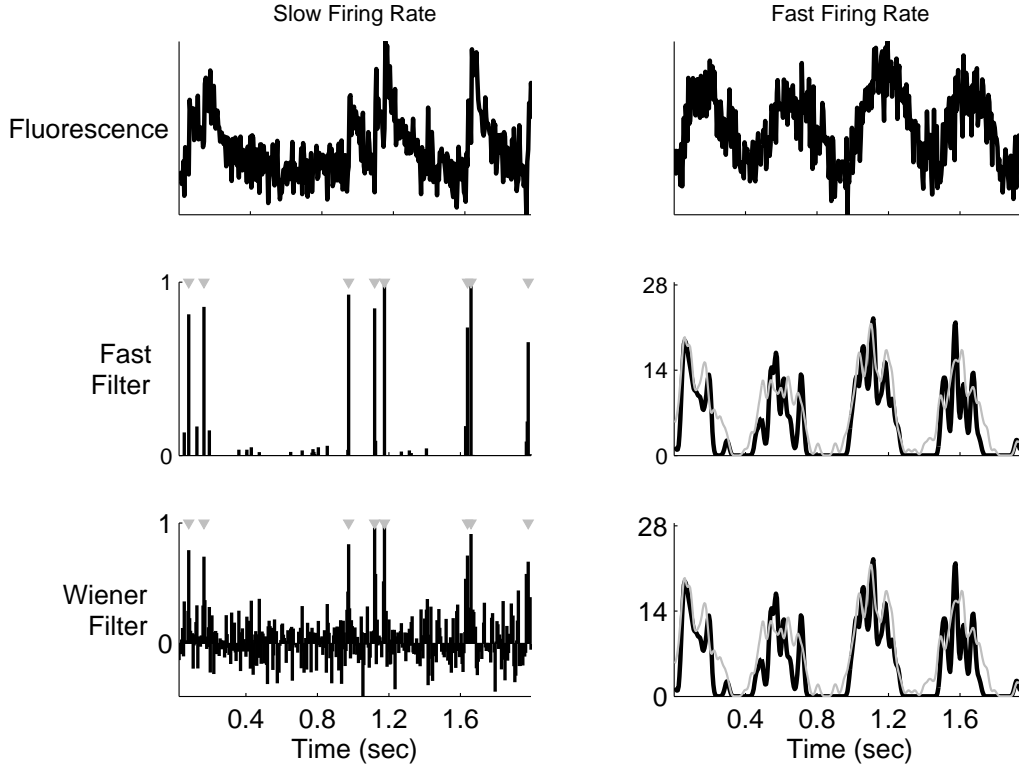 Slow Firing Rate
Fast Firing Rate
Fluorescence
1
0
Fast
Filter
28
14
0
1
0
Wiener
Filter
28
14
0
0.4 0.8 1.2 1.6
Time (sec)
0.4 0.8 1.2 1.6
Time (sec)